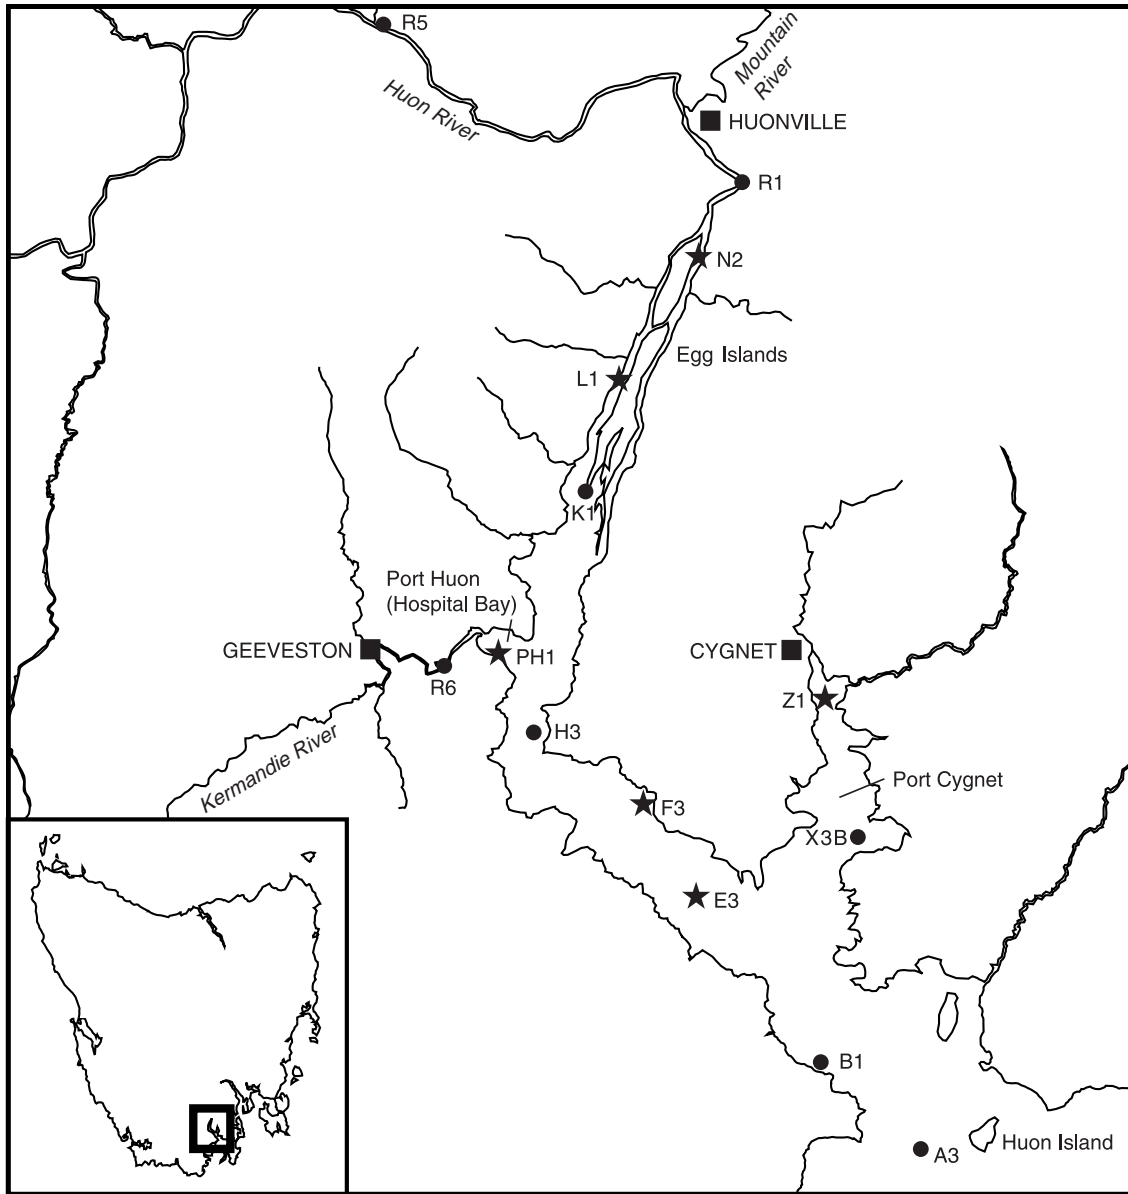 R5
Mountain
River
Huon River
HUONVILLE
R1
N2
Egg Islands
L1
K1
Port Huon
(Hospital Bay)
GEEVESTON
PH1
R6
CYGNET
Z1
H3
Kermandie River
Port Cygnet
F3
X3B
E3
B1
Huon Island
A3